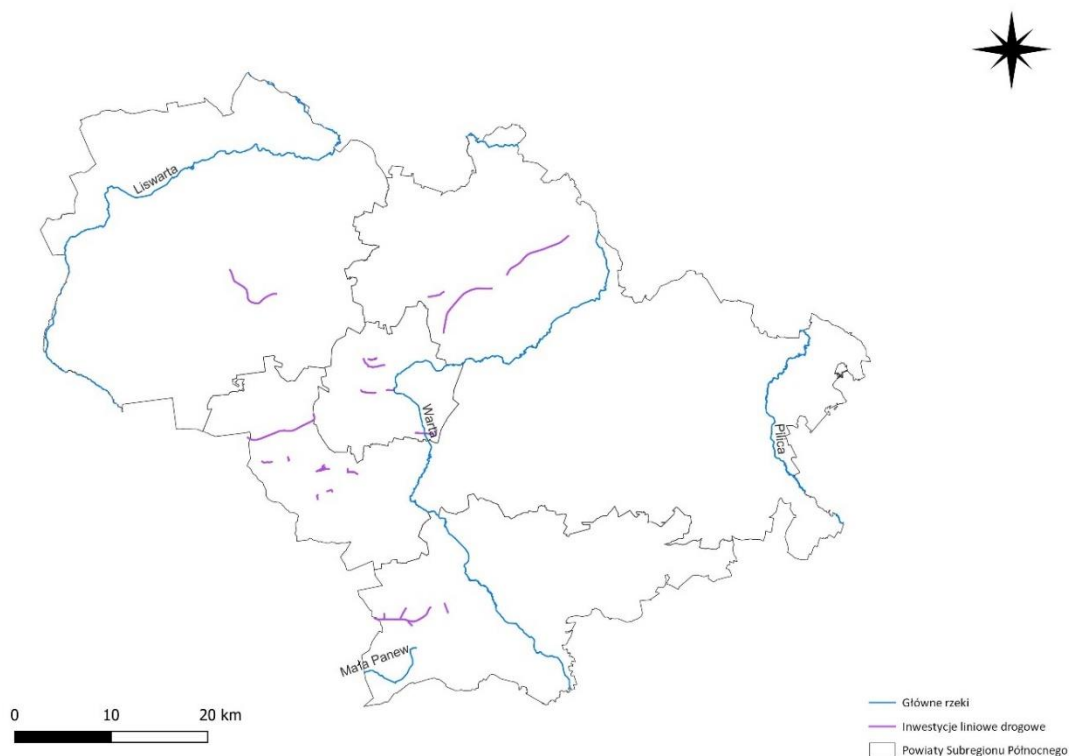 Liswarta
Warta
Pilica
Mała Panew
0 10 20 km
Główne rzeki
Inwestycje liniowe drogowe
Powiaty Subregionu Północnego